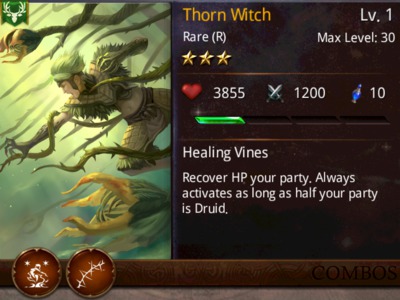 Thorn Witch Lv. 1
Rare (R) Max Level: 30
3855 1200 10
Healing Vines
Recover HP your party. Always
activates as long as half your party
is Druid.
COMBOS